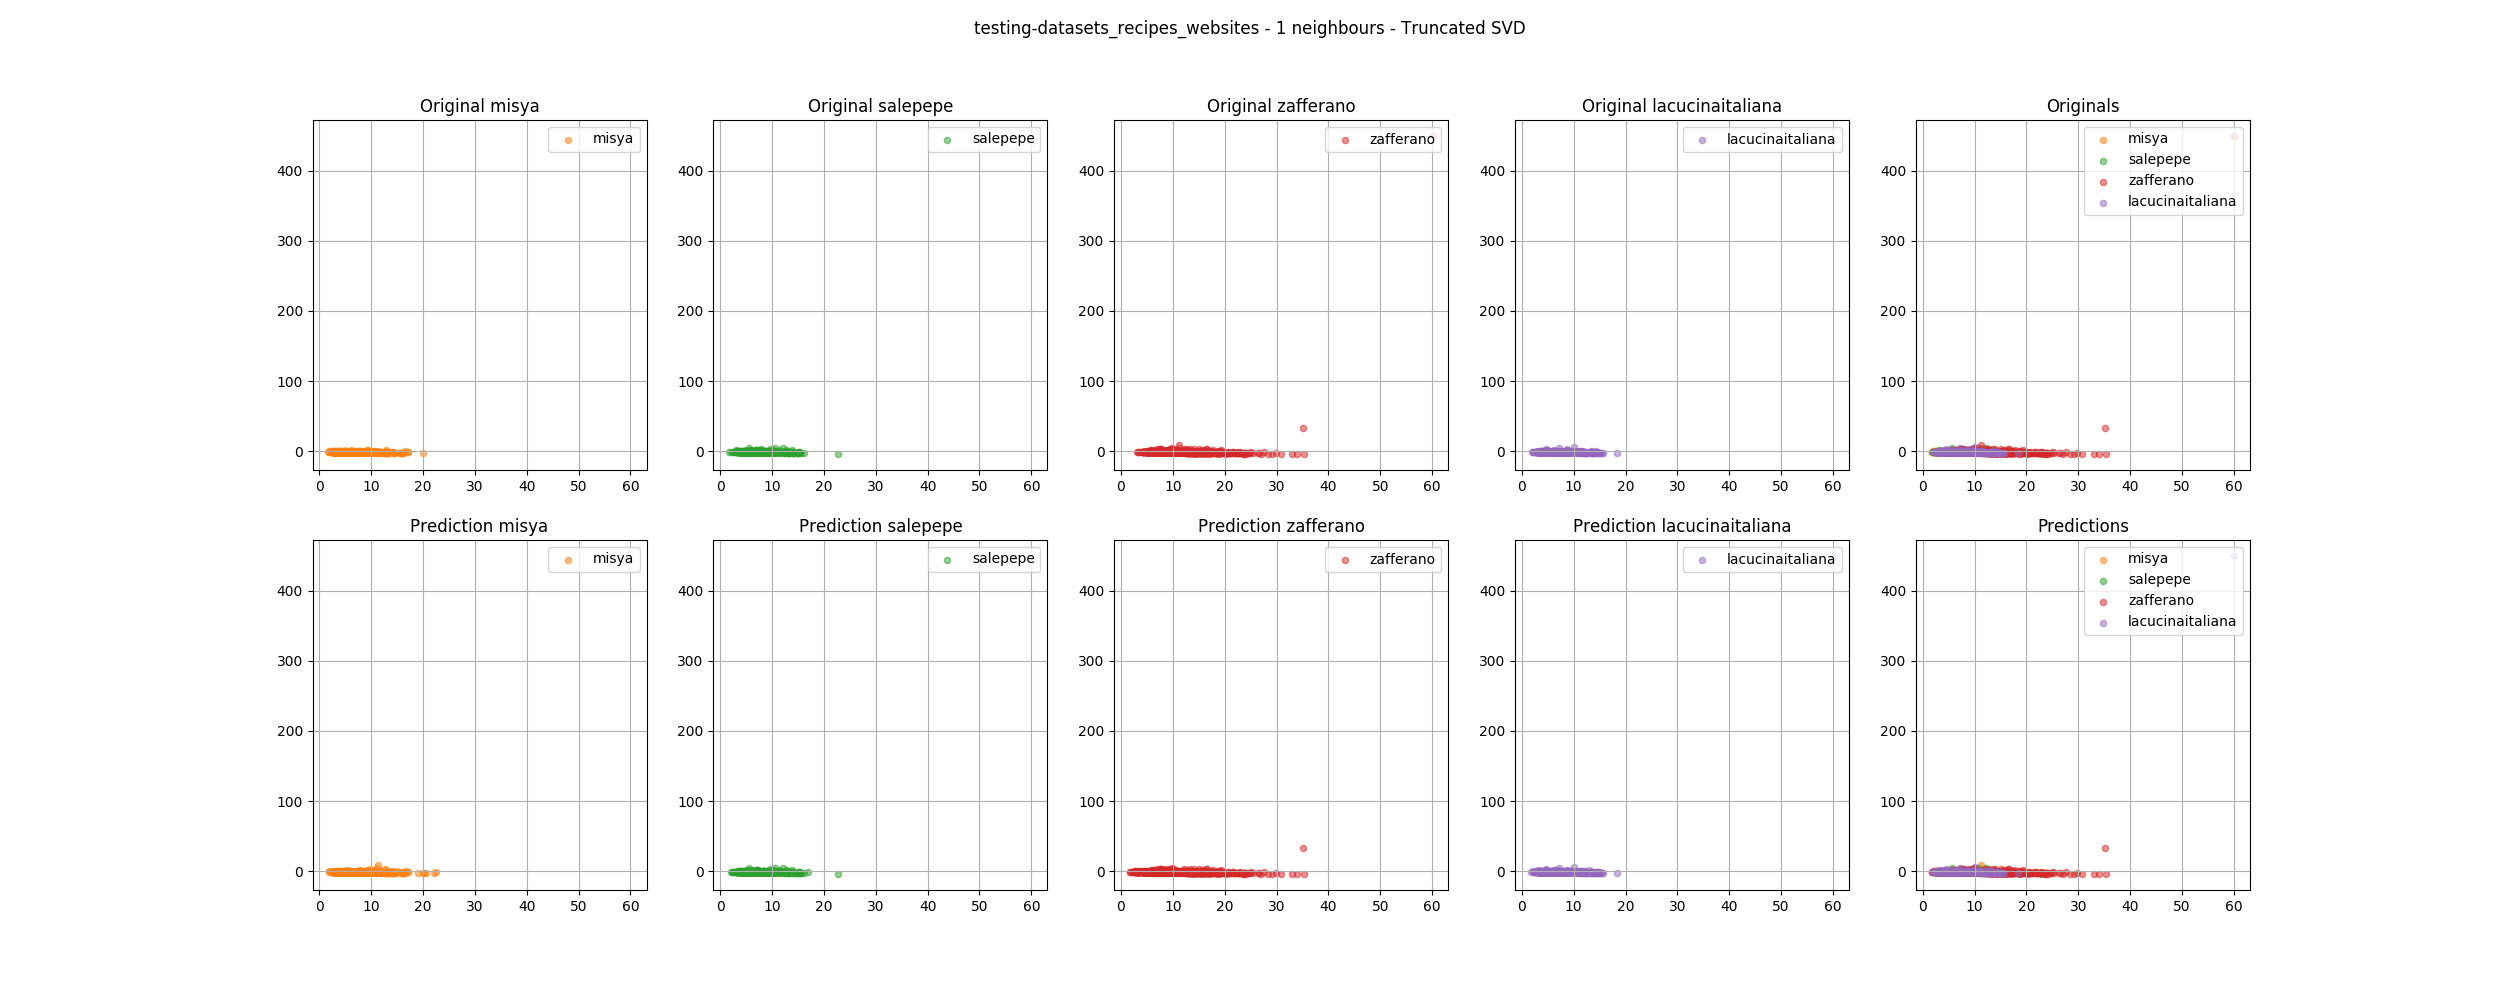 testing-datasets_recipes_websites - 1 neighbours - Truncated SVD
Original misya
Original salepepe
Original zafferano
Original lacucinaitaliana
Originals
misya
salepepe
zafferano
lacucinaitaliana
misya
salepepe
zafferano
lacucinaitaliana
400 400 400 400 400
300 300 300 300 300
200 200 200 200 200
100 100 100 100 100
0 0 0 0 0
0 10 20 30 40 50 60
0 10 20 30 40 50 60
0 10 20 30 40 50 60
0 10 20 30 40 50 60
0 10 20 30 40 50 60
Prediction misya
Prediction salepepe
Prediction zafferano
Prediction lacucinaitaliana
Predictions
misya
salepepe
zafferano
lacucinaitaliana
misya
salepepe
zafferano
lacucinaitaliana
400 400 400 400 400
300 300 300 300 300
200 200 200 200 200
100 100 100 100 100
0 0 0 0 0
0 10 20 30 40 50 60
0 10 20 30 40 50 60
0 10 20 30 40 50 60
0 10 20 30 40 50 60
0 10 20 30 40 50 60